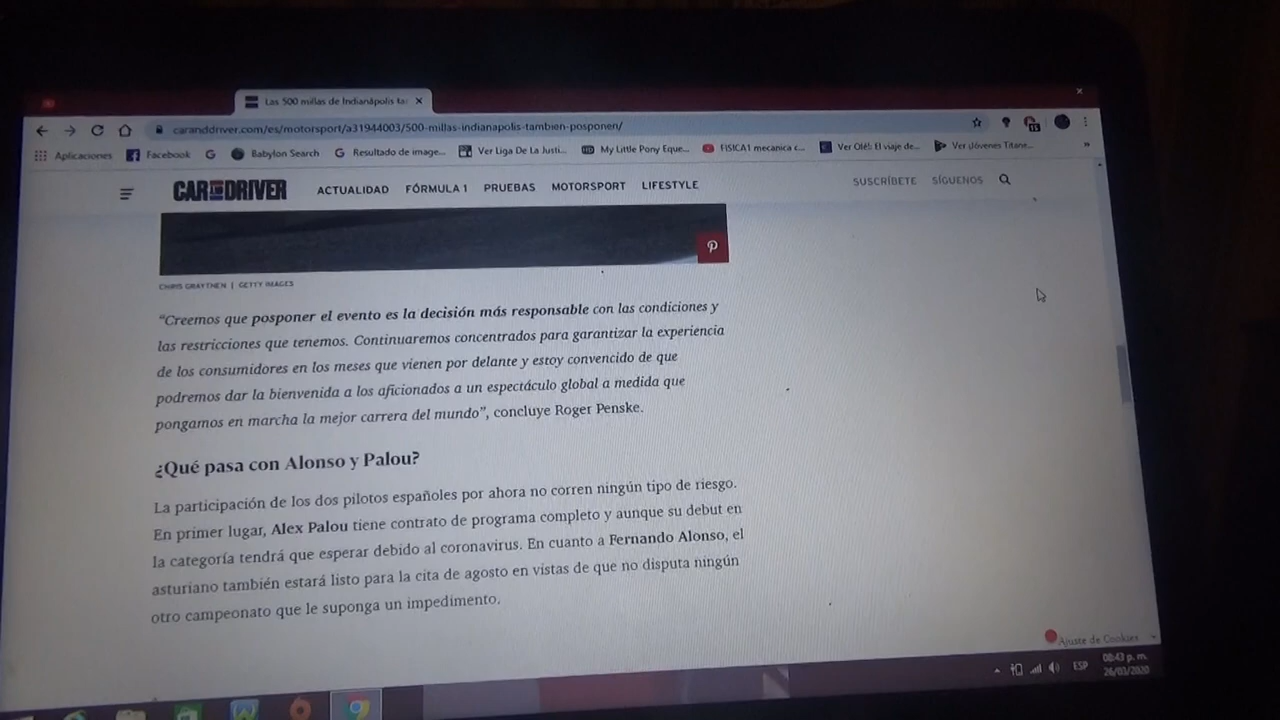 Las 500 millas de Indianápolis ta
caranddriver.com/es/motorsport/a31944003/500-millas-indianapolis-tambien-posponen/
Aplicaciones Facebook Babylon Search Resultado de image... Ver Liga De La Justi... My Little Pony Eque... FISICA1 mecanica c... Ver Olé!: El viaje de... Ver Jóvenes Titane... »
CAR AND DRIVER ACTUALIDAD FÓRMULA 1 PRUEBAS MOTORSPORT LIFESTYLE SUSCRÍBETE SÍGUENOS
CHRIS GRAYTHEN | GETTY IMAGES
“Creemos que posponer el evento es la decisión más responsable con las condiciones y
las restricciones que tenemos. Continuaremos concentrados para garantizar la experiencia
de los consumidores en los meses que vienen por delante y estoy convencido de que
podremos dar la bienvenida a los aficionados a un espectáculo global a medida que
pongamos en marcha la mejor carrera del mundo”, concluye Roger Penske.
¿Qué pasa con Alonso y Palou?
La participación de los dos pilotos españoles por ahora no corren ningún tipo de riesgo.
En primer lugar, Alex Palou tiene contrato de programa completo y aunque su debut en
la categoría tendrá que esperar debido al coronavirus. En cuanto a Fernando Alonso, el
asturiano también estará listo para la cita de agosto en vistas de que no disputa ningún
otro campeonato que le suponga un impedimento.
Ajuste de Cookies
ESP 08:43 p. m.
26/03/2020